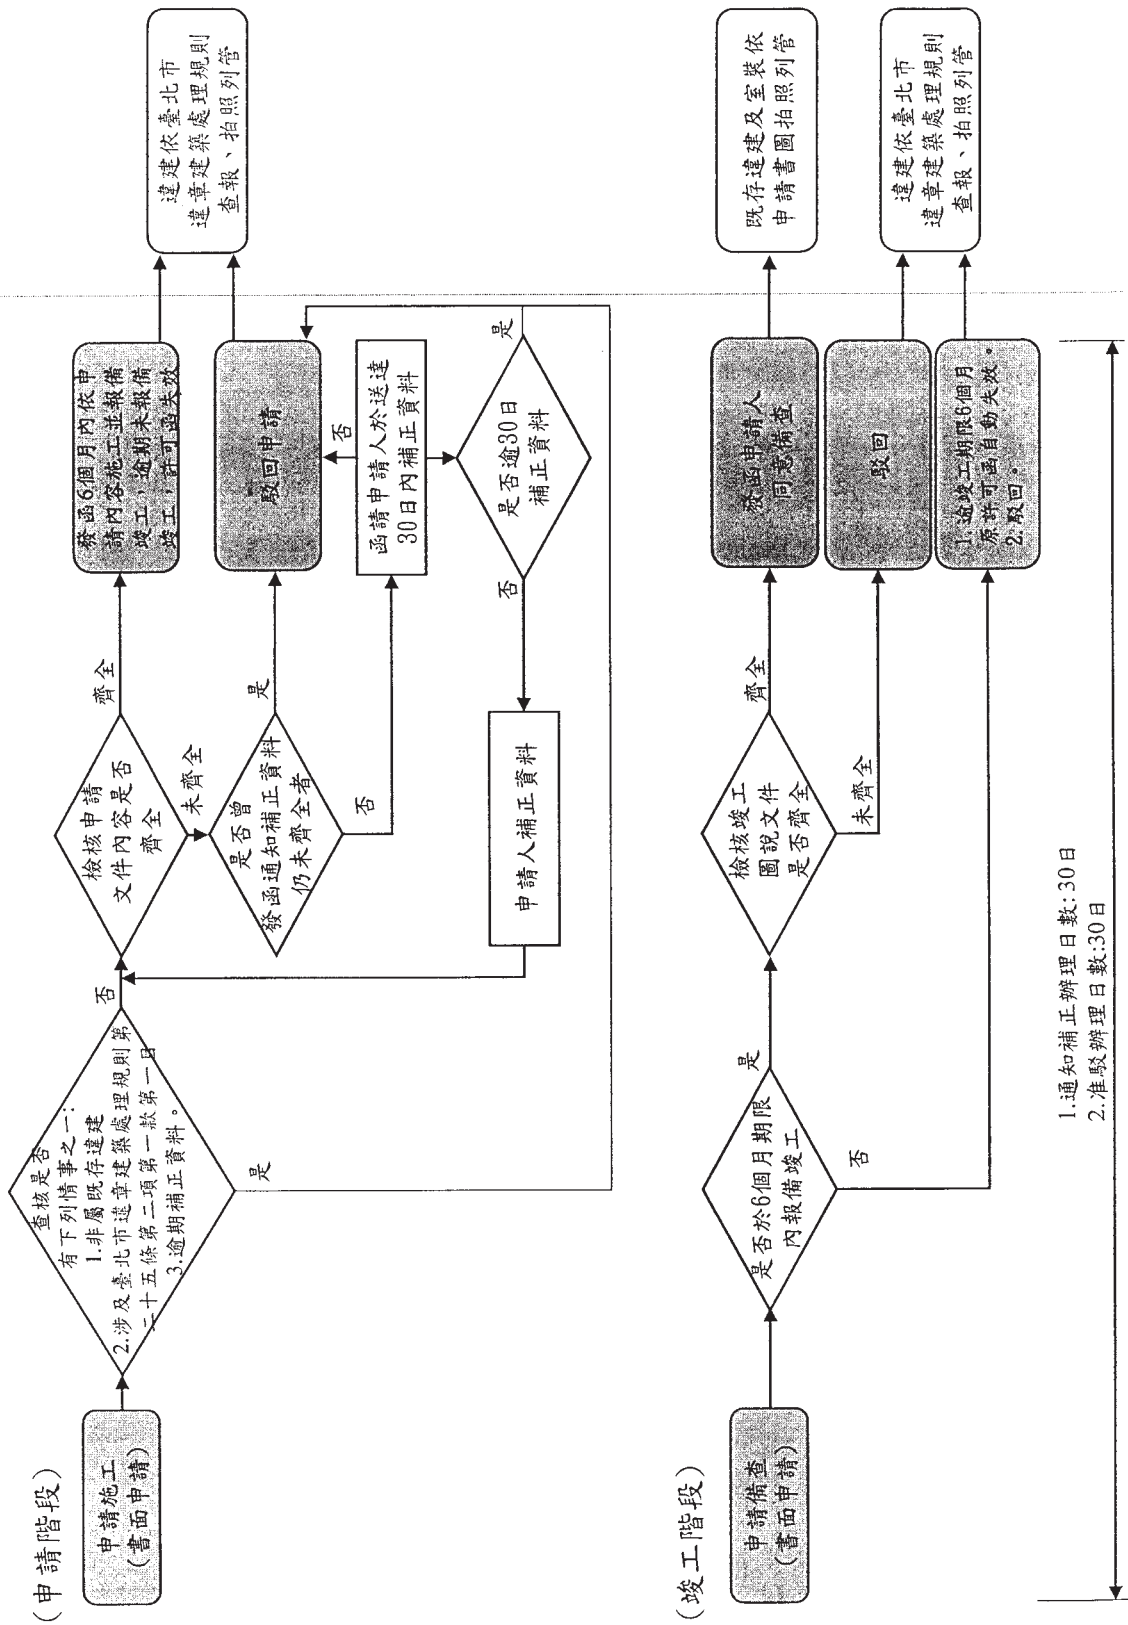 (申請階段)
申請施工
(書面申請)
查核是否
有下列情事之一:
1.非屬既存違建
2.涉及臺北市違章建築處理規則第
二十五條第二項第一款第一目
3.逾期補正資料。
否
是
檢核申請
文件內容是否
齊全
齊全
未齊全
是否曾
發函通知補正資料
仍未齊全者
是
否
申請人補正資料
發函6個月內依申
請內容施工並報備
竣工,逾期未報備
竣工,許可函失效
駁回申請
否
函請申請人於送達
30日內補正資料
是否逾30日
補正資料
是
否
違建依臺北市
違章建築處理規則
查報、拍照列管
(竣工階段)
申請備查
(書面申請)
是否於6個月期限
內報備竣工
是
否
檢核竣工
圖說文件
是否齊全
齊全
未齊全
發函申請人
同意備查
駁回
1.逾竣工期限6個月
原許可函自動失效。
2.駁回。
既存違建及室裝依
申請書圖拍照列管
違建依臺北市
違章建築處理規則
查報、拍照列管
1.通知補正辦理日數:30日
2.准駁辦理日數:30日